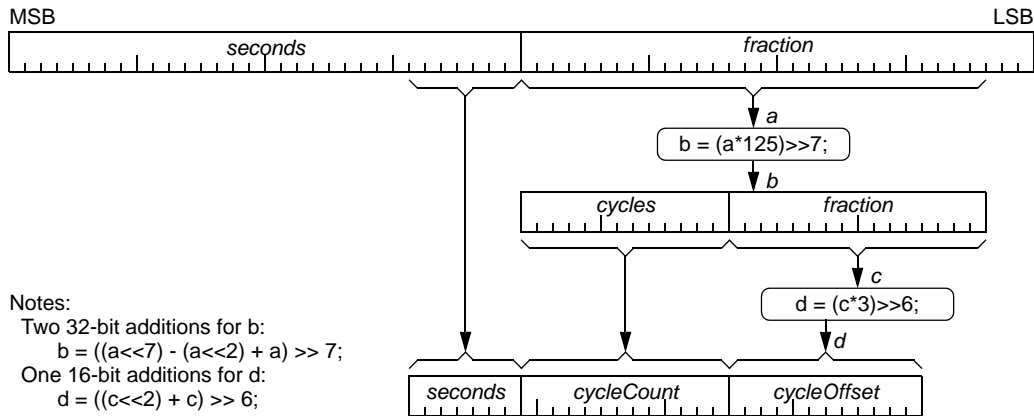 MSB LSB
seconds fraction
a
b = (a*125)>>7;
b
cycles fraction
c
d = (c*3)>>6;
d
Notes:
Two 32-bit additions for b:
b = ((a<<7) - (a<<2) + a) >> 7;
One 16-bit additions for d:
d = ((c<<2) + c) >> 6;
seconds cycleCount cycleOffset